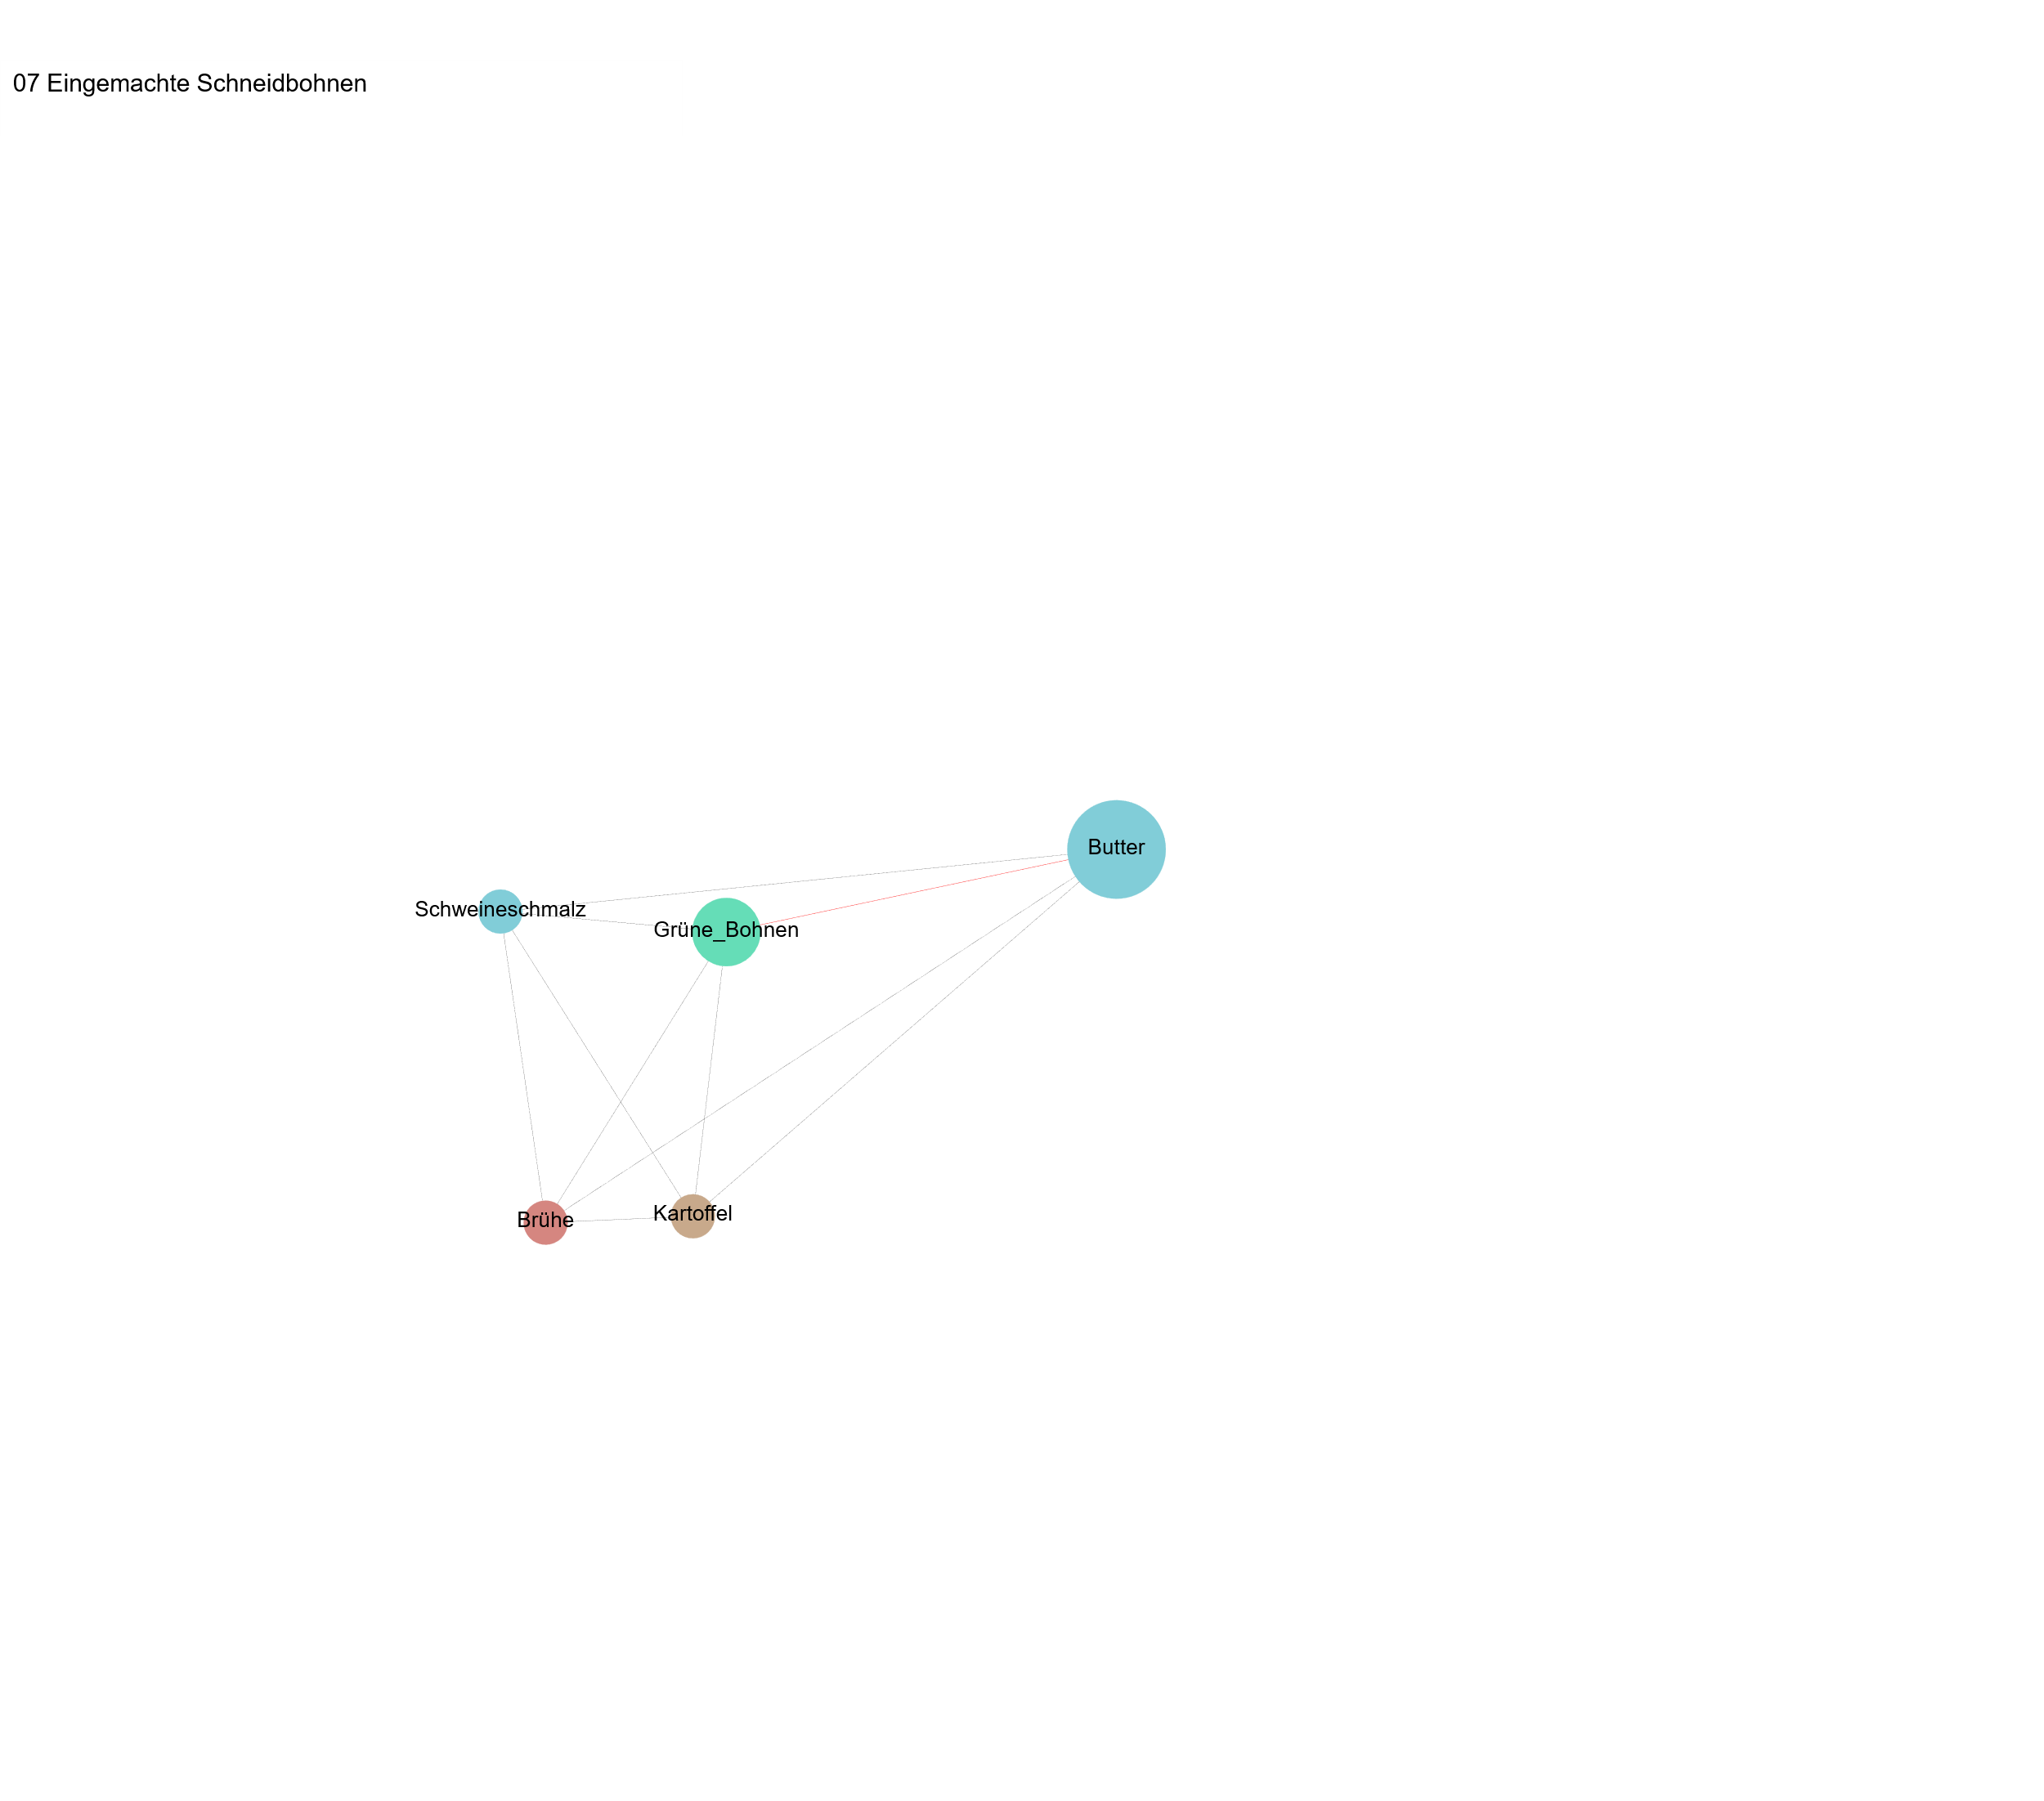 07 Eingemachte Schneidbohnen
Butter
Schweineschmalz
Grüne_Bohnen
Kartoffel
Brühe